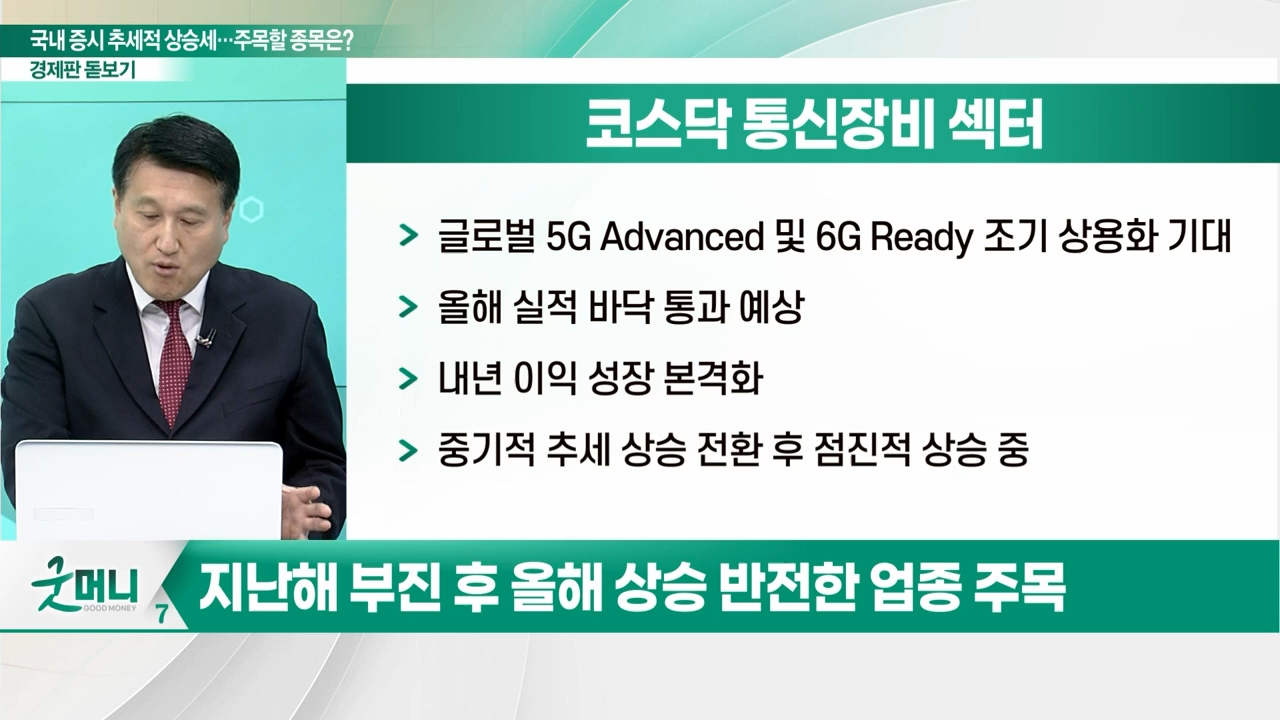 국내 증시 추세적 상승세…주목할 종목은?
경제판 돋보기
코스닥 통신장비 섹터
> 글로벌 5G Advanced 및 6G Ready 조기 상용화 기대
> 올해 실적 바닥 통과 예상
> 내년 이익 성장 본격화
> 중기적 추세 상승 전환 후 점진적 상승 중
굿머니
GOOD MONEY
7
지난해 부진 후 올해 상승 반전한 업종 주목